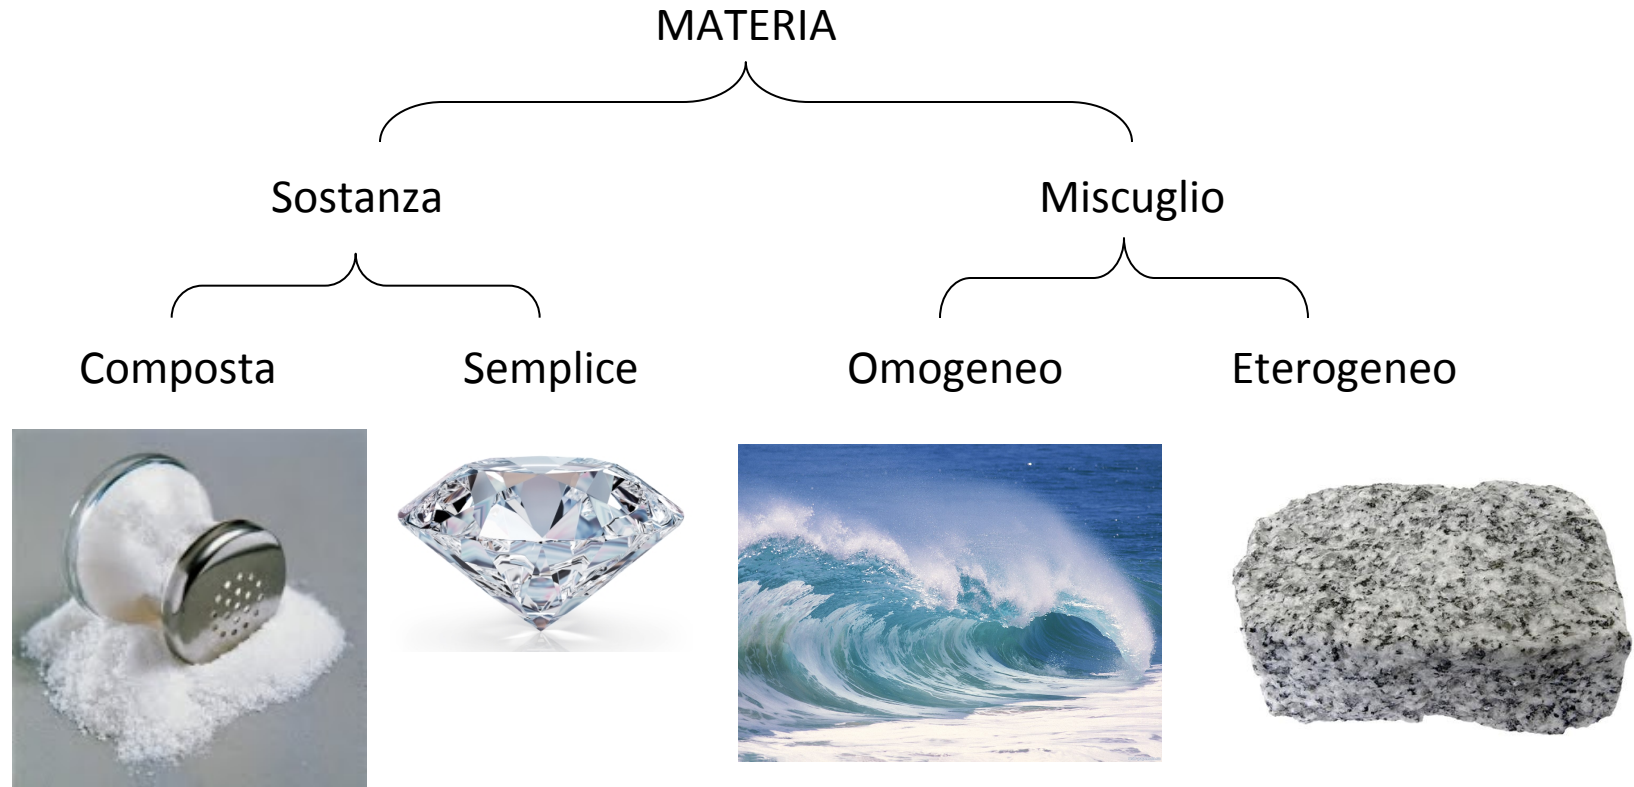 MATERIA
Sostanza
Miscuglio
Composta
Semplice
Omogeneo
Eterogeneo